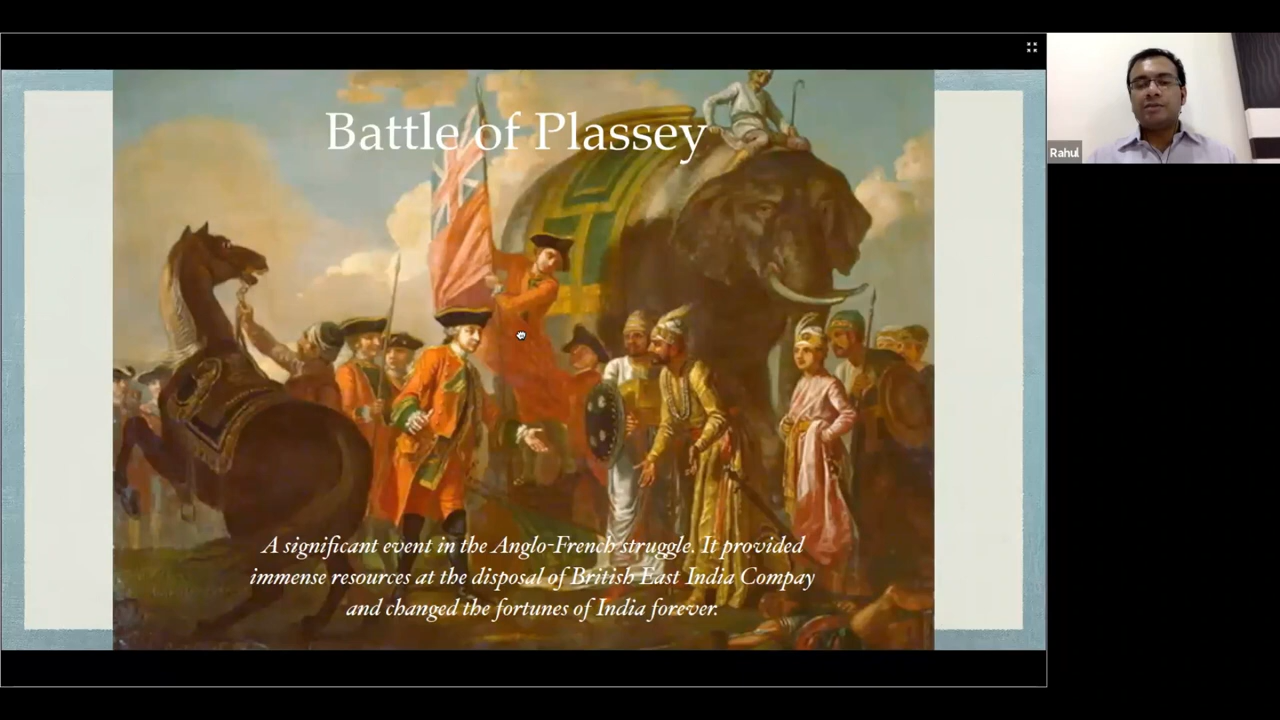 Battle of Plassey
A significant event in the Anglo-French struggle. It provided
immense resources at the disposal of British East India Compay
and changed the fortunes of India forever.
Rahul